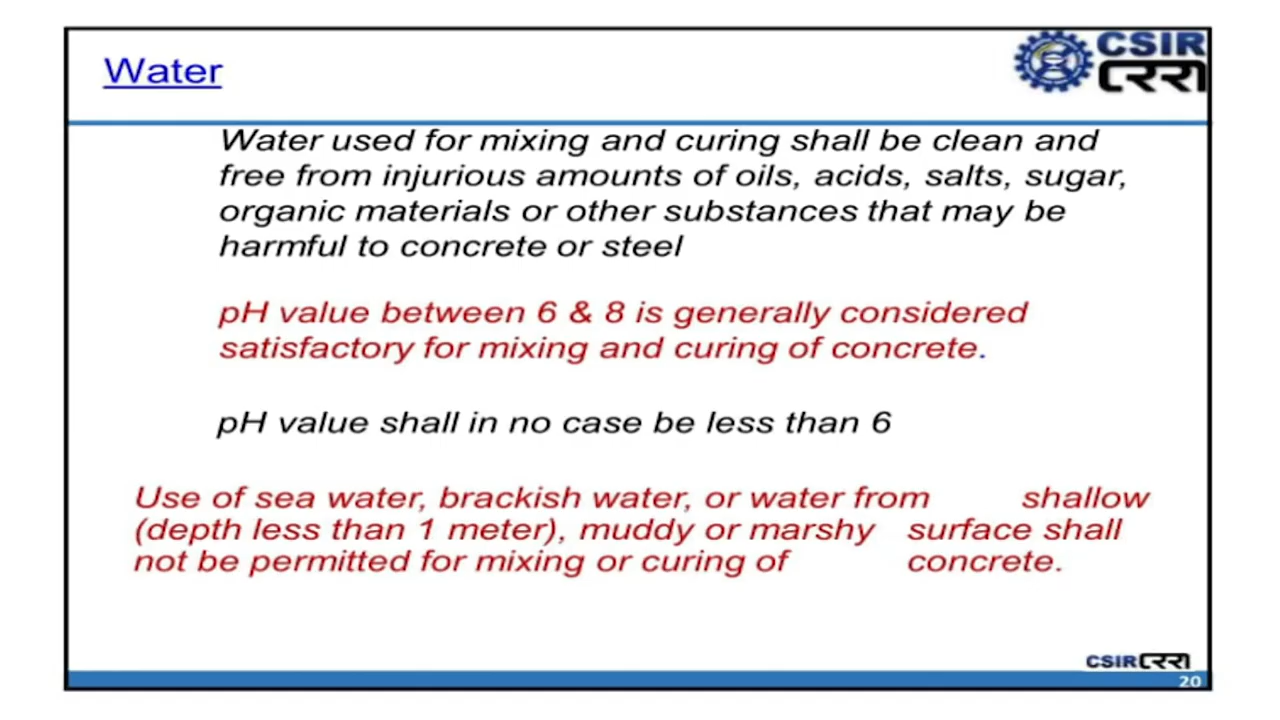 Water
CSIR
Water used for mixing and curing shall be clean and
free from injurious amounts of oils, acids, salts, sugar,
organic materials or other substances that may be
harmful to concrete or steel
pH value between 6 & 8 is generally considered
satisfactory for mixing and curing of concrete.
pH value shall in no case be less than 6
Use of sea water, brackish water, or water from shallow
(depth less than 1 meter), muddy or marshy surface shall
not be permitted for mixing or curing of concrete.
CSIR
20